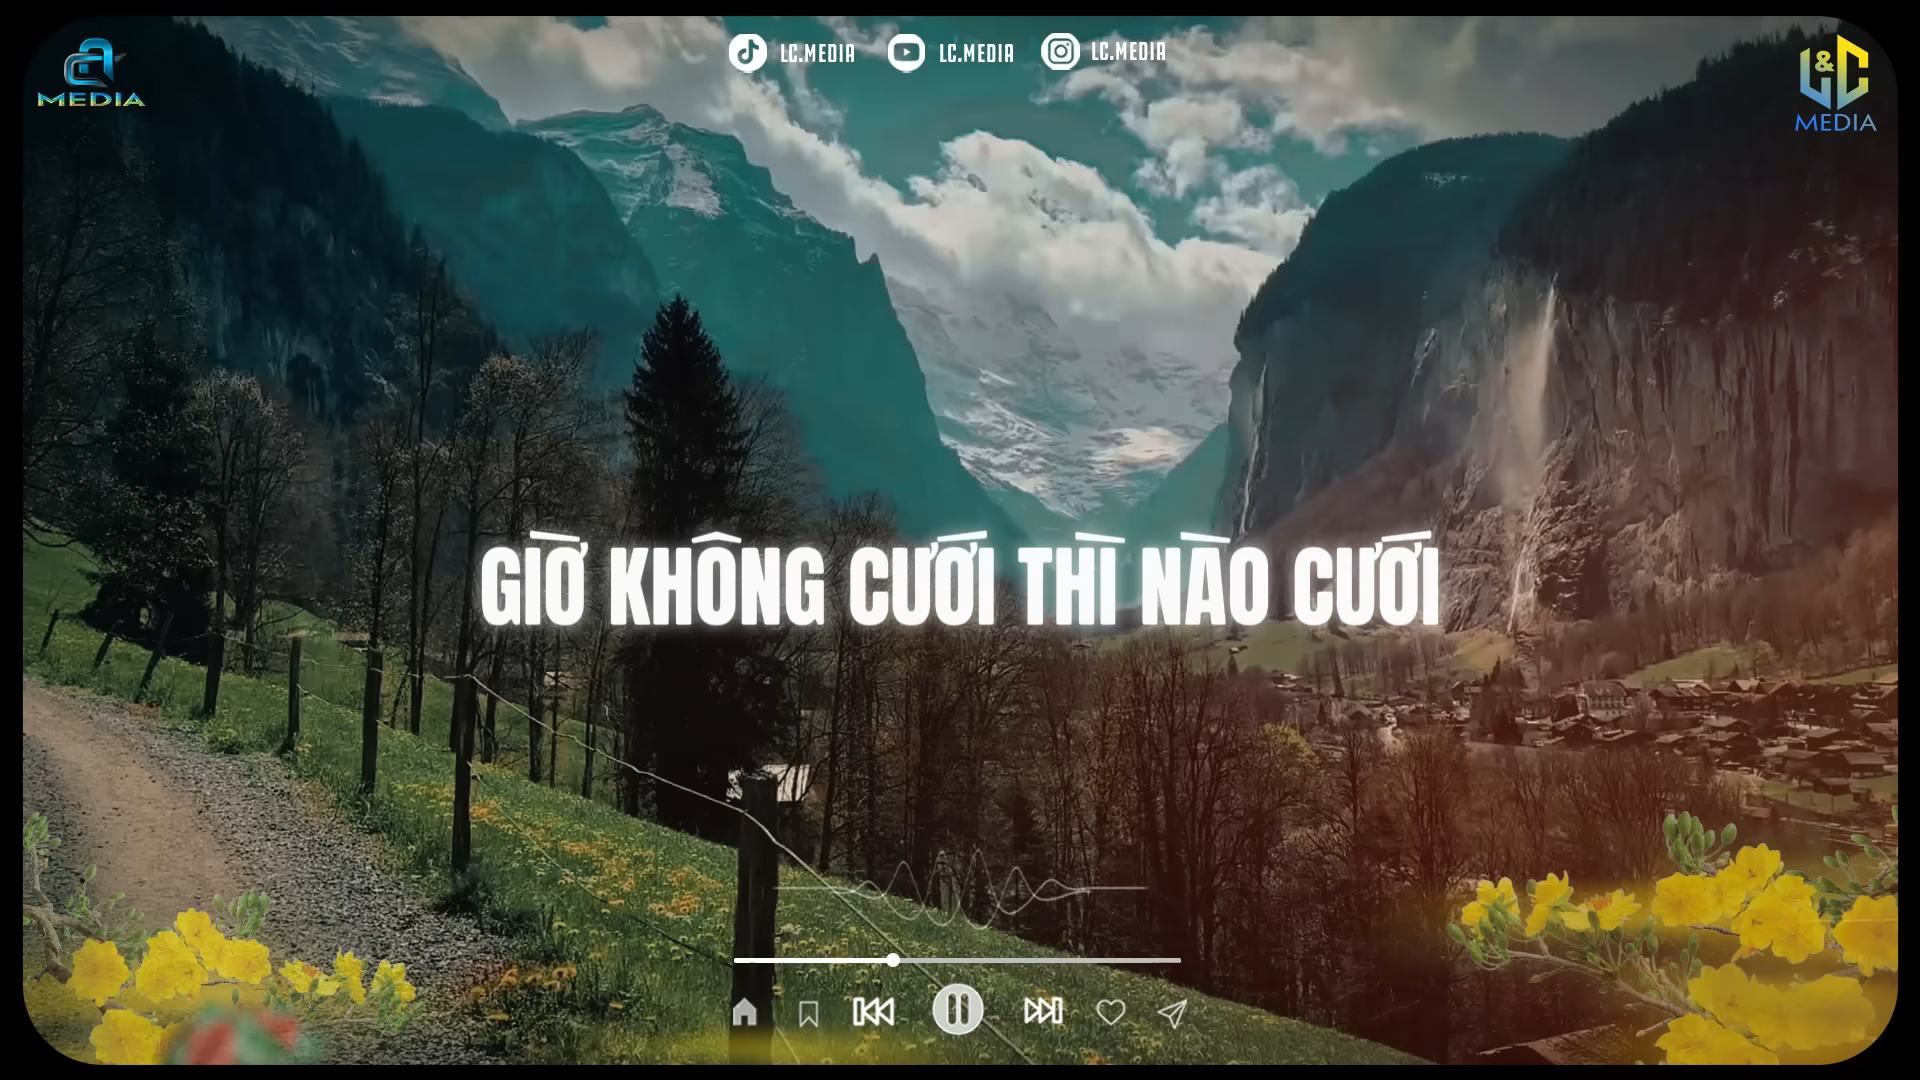 LC.MEDIA LC.MEDIA LC.MEDIA
MEDIA
L&C
MEDIA
GIỜ KHÔNG CƯỚI THÌ NÀO CƯỚI